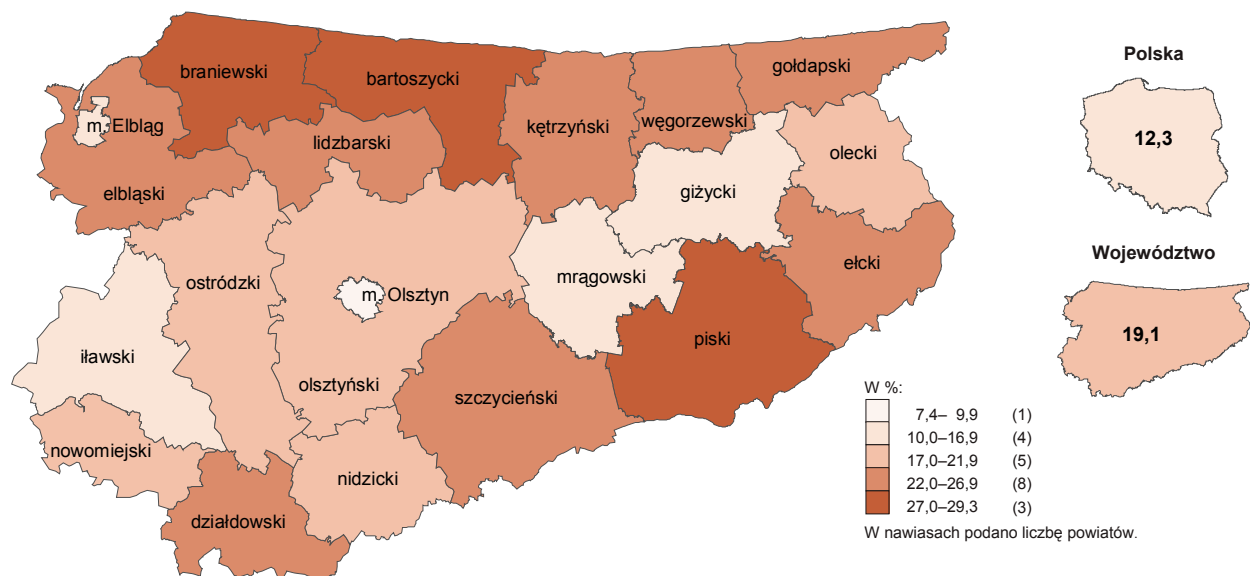 braniewski
bartoszycki
gołdapski
m. Elbląg
kętrzyński
węgorzewski
lidzbarski
olecki
elbląski
giżycki
ostródzki
m. Olsztyn
mrągowski
ełcki
iławski
piski
olsztyński
szczycieński
nowomiejski
nidzicki
działdowski
Polska
12,3
Województwo
19,1
W %:
7,4– 9,9 (1)
10,0–16,9 (4)
17,0–21,9 (5)
22,0–26,9 (8)
27,0–29,3 (3)
W nawiasach podano liczbę powiatów.